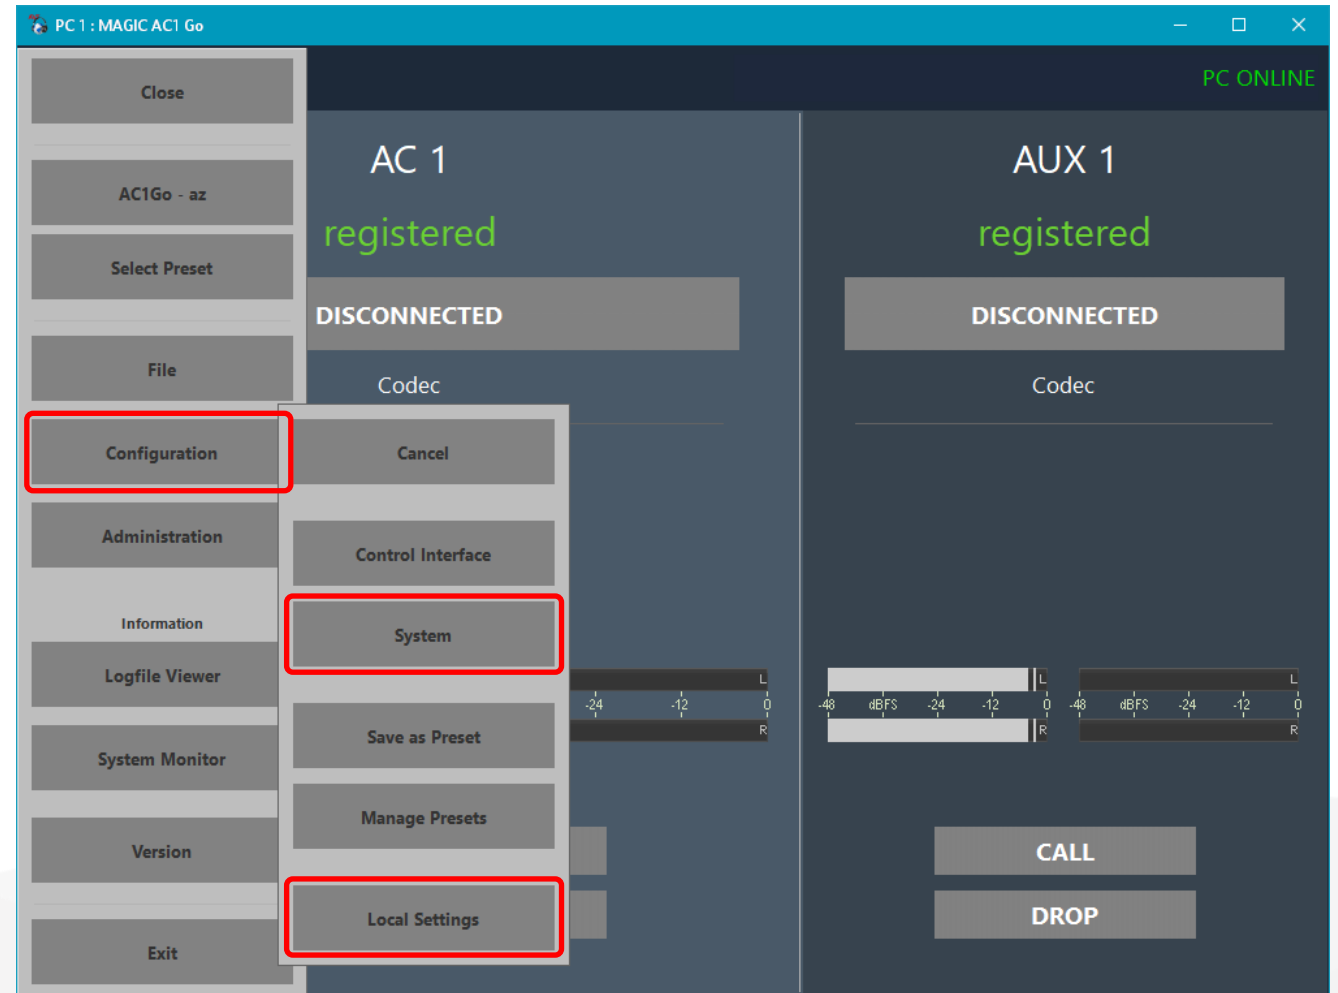 PC 1 : MAGIC AC1 Go
PC ONLINE
Close
AC1Go - az
Select Preset
File
Configuration
Administration
Information
Logfile Viewer
System Monitor
Version
Exit
Cancel
Control Interface
System
Save as Preset
Manage Presets
Local Settings
AC 1
registered
DISCONNECTED
Codec
L
-24 -12 0
R
AUX 1
registered
DISCONNECTED
Codec
L L
-48 dBFS -24 -12 0 -48 dBFS -24 -12 0
R R
CALL
DROP